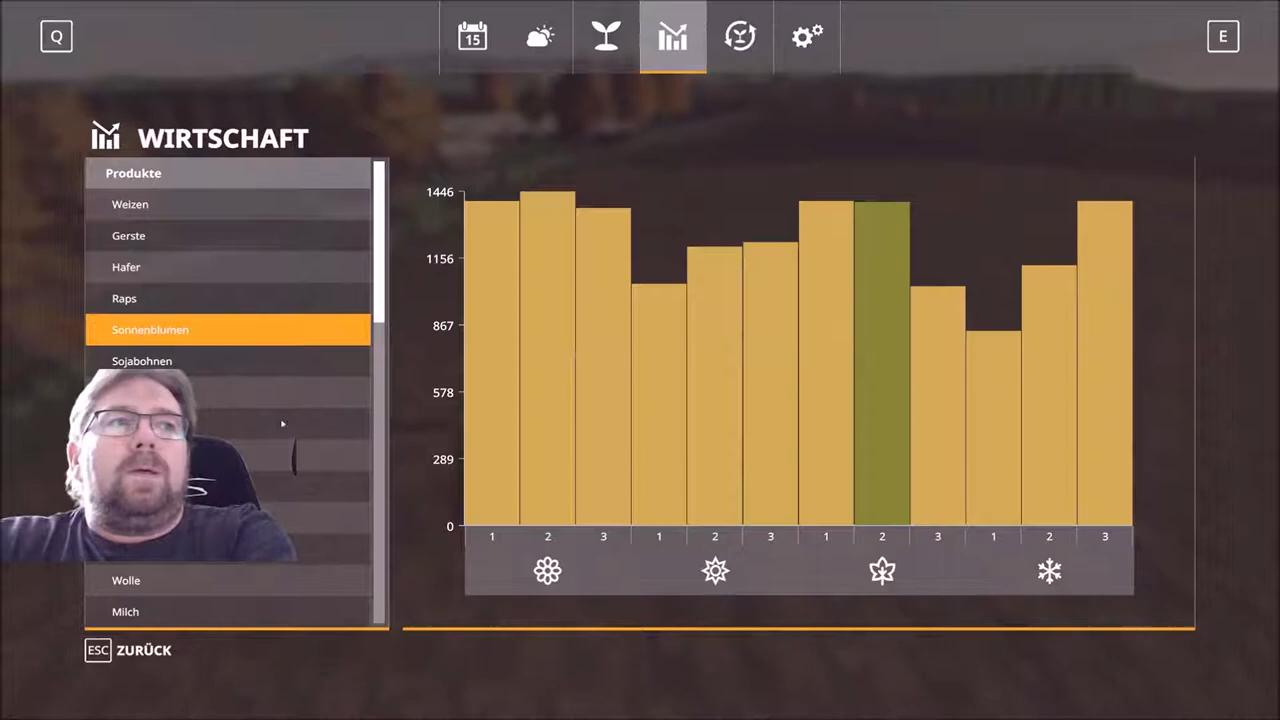 Q
15
E
WIRTSCHAFT
Produkte
Weizen
Gerste
Hafer
Raps
Sonnenblumen
Sojabohnen
Wolle
Milch
1446
1156
867
578
289
0
1 2 3 1 2 3 1 2 3 1 2 3
ESC ZURÜCK